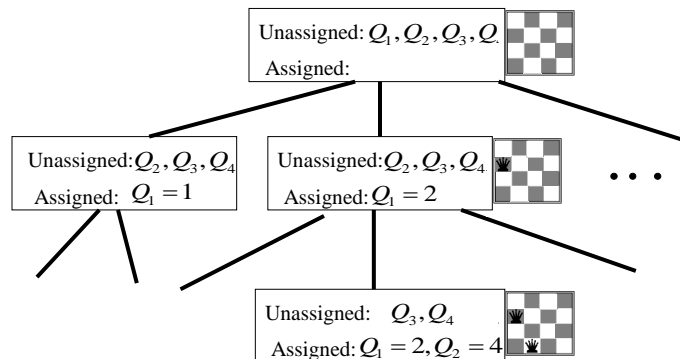 Unassigned: Q₁, Q₂, Q₃, Q
Assigned:
Unassigned: Q₂, Q₃, Q₄
Assigned: Q₁ = 1
Unassigned: Q₂, Q₃, Q₄
Assigned: Q₁ = 2
• • •
Unassigned: Q₃, Q₄
Assigned: Q₁ = 2, Q₂ = 4